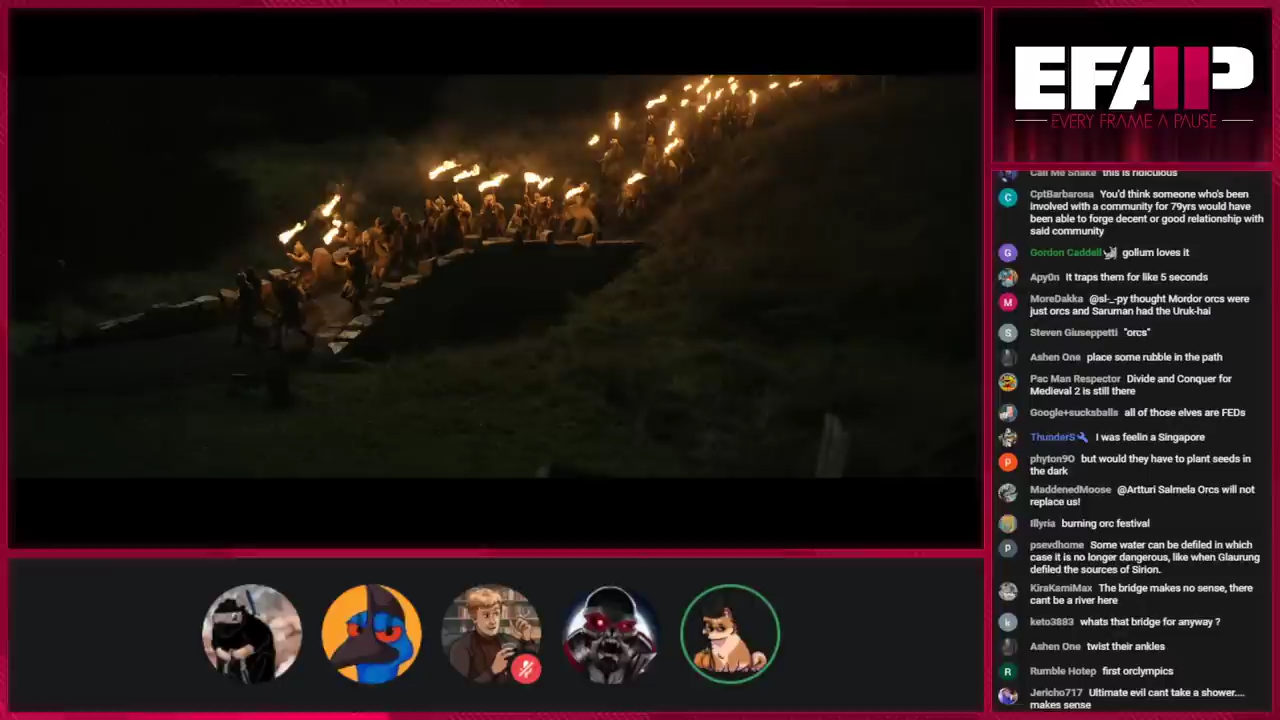 EFAP
EVERY FRAME A PAUSE
Call Me Snake this is ridiculous
CptBarbarosa You'd think someone who's been
involved with a community for 79yrs would have
been able to forge decent or good relationship with
said community
Gordon Caddell gollum loves it
Apy0n It traps them for like 5 seconds
MoreDakka @sl-_-py thought Mordor orcs were
just orcs and Saruman had the Uruk-hai
Steven Giuseppetti "orcs"
Ashen One place some rubble in the path
Pac Man Respector Divide and Conquer for
Medieval 2 is still there
Google+sucksballs all of those elves are FEDs
ThunderS I was feelin a Singapore
phyton90 but would they have to plant seeds in
the dark
MaddenedMoose @Artturi Salmela Orcs will not
replace us!
Illyria burning orc festival
psevdhome Some water can be defiled in which
case it is no longer dangerous, like when Glaurung
defiled the sources of Sirion.
KiraKamiMax The bridge makes no sense, there
cant be a river here
keto3883 whats that bridge for anyway ?
Ashen One twist their ankles
Rumble Hotep first orclympics
Jericho717 Ultimate evil cant take a shower....
makes sense